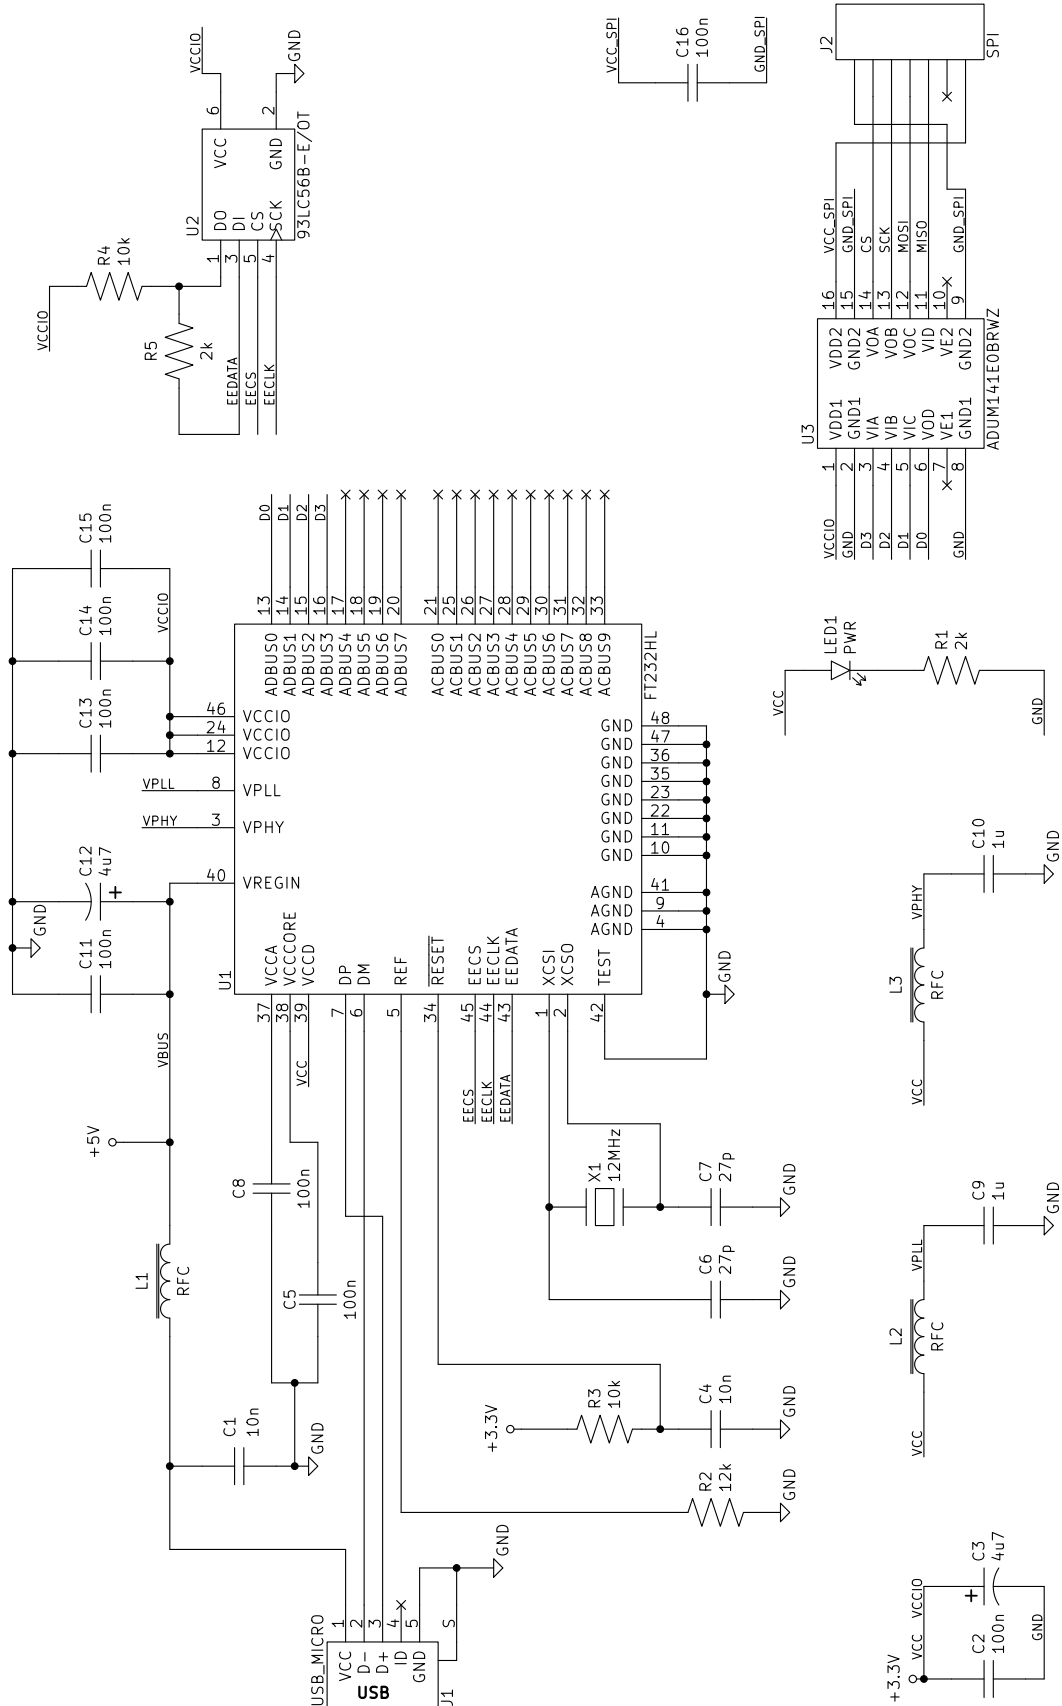 VCCIO
GND
6
2
VCC
GND
U2
93LC56B-E/OT
DO
DI
CS
SCK
1
3
5
4
R4
10k
VCCIO
R5
2k
EEDATA
EECS
EECLK
VCC_SPI
C16
100n
GND_SPI
J2
SPI
VCC_SPI
GND_SPI
CS
SCK
MOSI
MISO
GND_SPI
16
15
14
13
12
11
10
9
U3
ADUM141E0BRWZ
VDD2
GND2
VOA
VOB
VOC
VID
VE2
GND2
VDD1
GND1
VIA
VIB
VIC
VOD
VE1
GND1
1
2
3
4
5
6
7
8
VCCIO
GND
D3
D2
D1
D0
GND
C15
100n
C14
100n
C13
100n
VCCIO
C12
4u7
+
GND
C11
100n
VBUS
D0
D1
D2
D3
13
14
15
16
17
18
19
20
21
25
26
27
28
29
30
31
32
33
ADBUS0
ADBUS1
ADBUS2
ADBUS3
ADBUS4
ADBUS5
ADBUS6
ADBUS7
ACBUS0
ACBUS1
ACBUS2
ACBUS3
ACBUS4
ACBUS5
ACBUS6
ACBUS7
ACBUS8
ACBUS9
FT232HL
46 VCCIO
24 VCCIO
12 VCCIO
VPLL 8 VPLL
VPHY 3 VPHY
40 VREGIN
GND 48
GND 47
GND 36
GND 35
GND 23
GND 22
GND 11
GND 10
AGND 41
AGND 9
AGND 4
GND
U1
VCCA
VCCCORE
VCCD
DP
DM
REF
RESET
EECS
EECLK
EEDATA
XCSI
XCSO
TEST
37
38
39
7
6
5
34
45
44
43
1
2
42
VCC
EECS
EECLK
EEDATA
LED1
PWR
VCC
R1
2k
GND
VPHY
C10
1u
GND
L3
RFC
VCC
+5V
L1
RFC
C8
100n
C5
100n
C1
10n
GND
X1
12MHz
C7
27p
GND
C6
27p
GND
+3.3V
R3
10k
C4
10n
GND
R2
12k
GND
VPLL
C9
1u
GND
L2
RFC
VCC
USB_MICRO
VCC
D-
D+
ID
GND
USB
1
2
3
4
5
S
GND
+3.3V
VCC
VCCIO
+
C3
4u7
C2
100n
GND